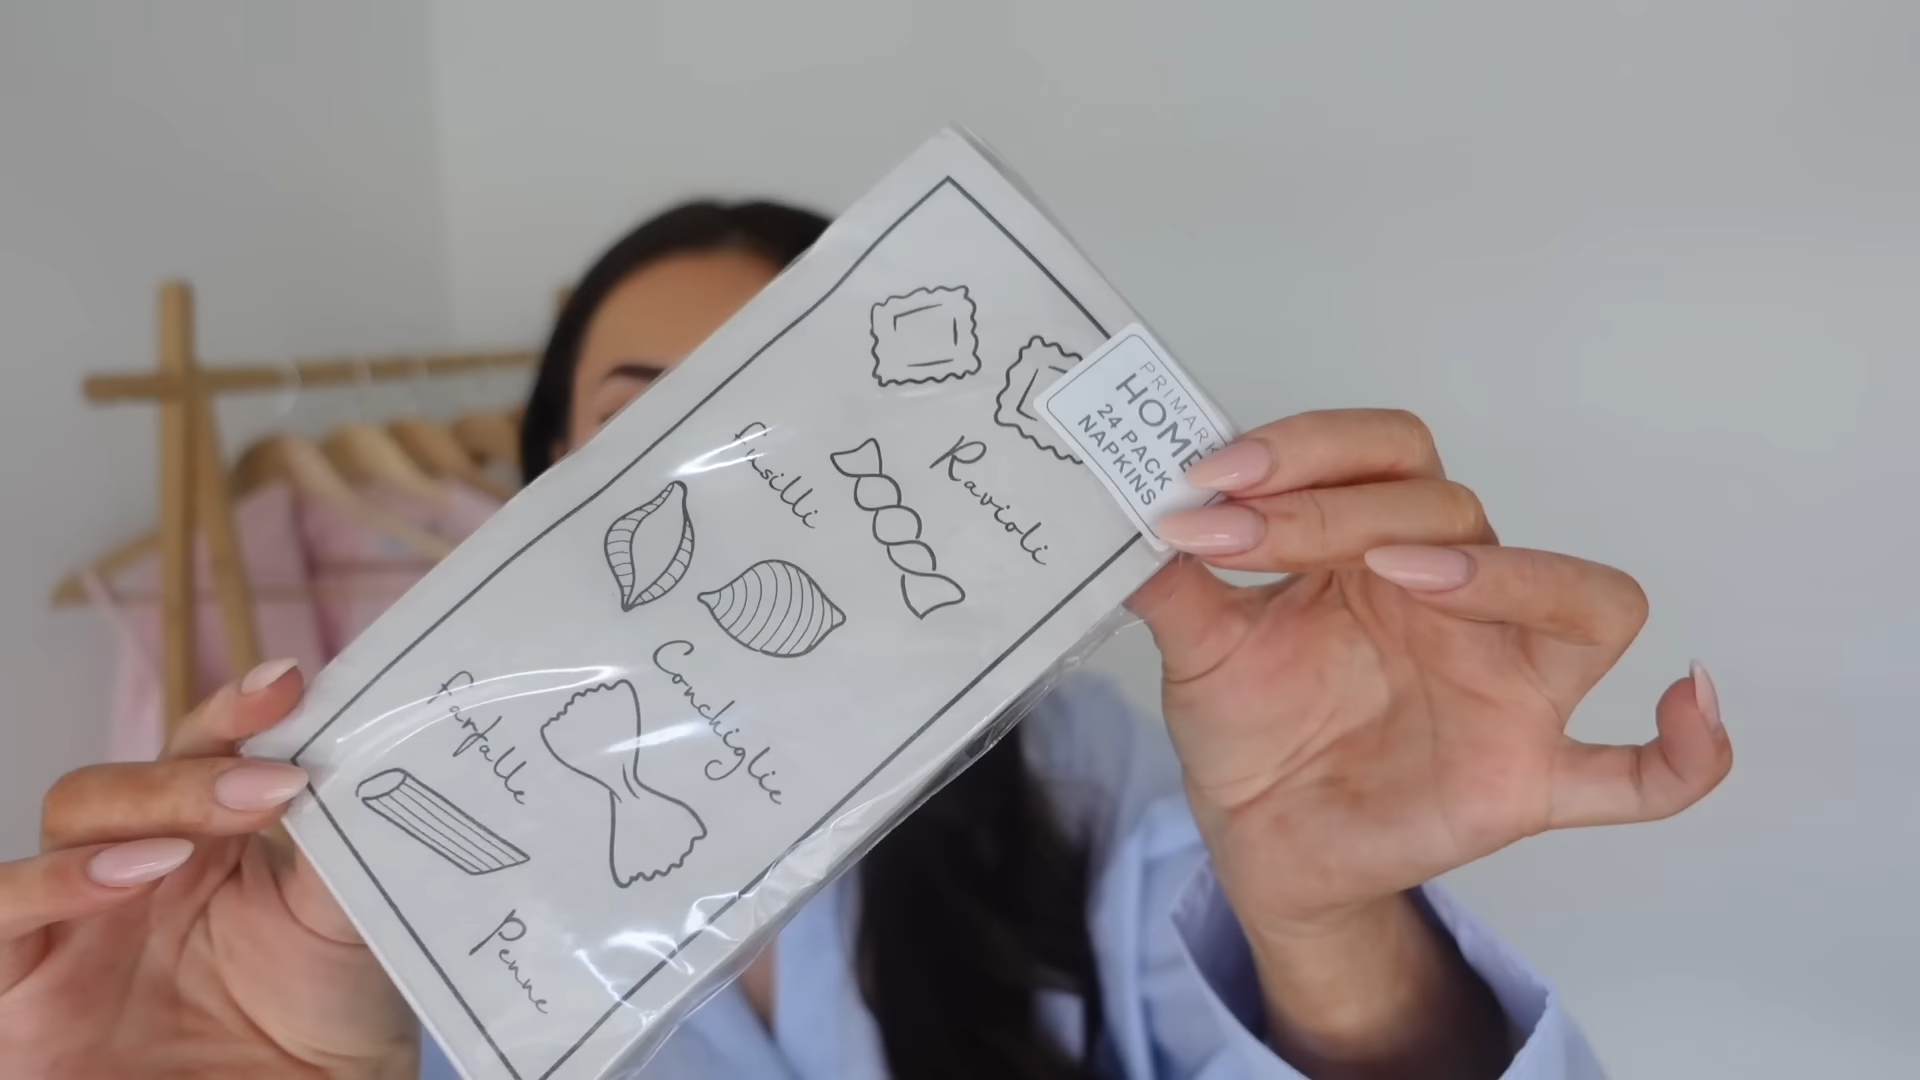 Ravioli
fusilli
Conchiglie
farfalle
Penne
PRIMARK
HOME
24 PACK
NAPKINS